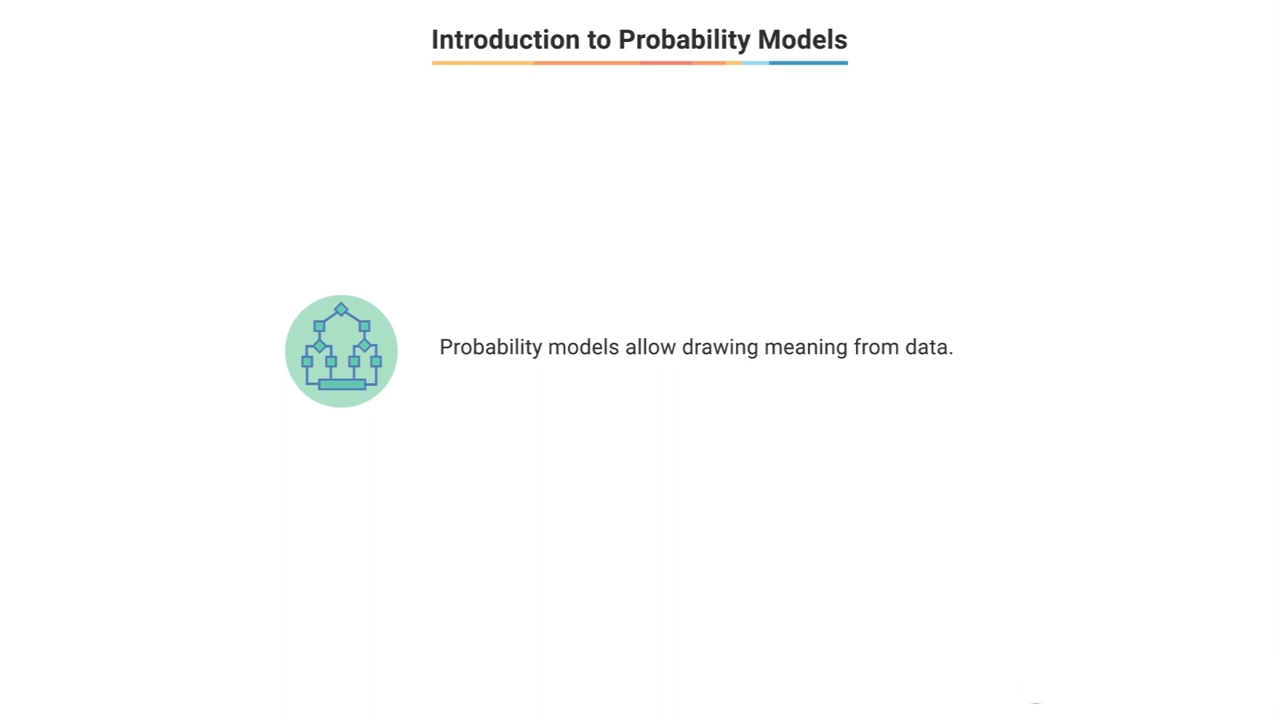 Introduction to Probability Models
Probability models allow drawing meaning from data.